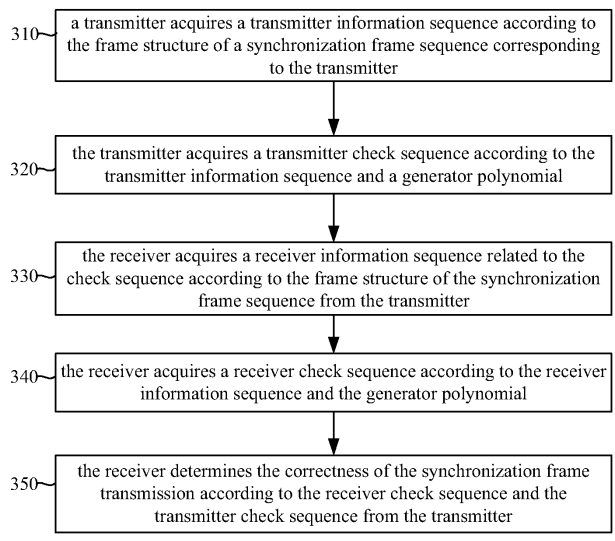 310
a transmitter acquires a transmitter information sequence according to
the frame structure of a synchronization frame sequence corresponding
to the transmitter
320
the transmitter acquires a transmitter check sequence according to the
transmitter information sequence and a generator polynomial
330
the receiver acquires a receiver information sequence related to the
check sequence according to the frame structure of the synchronization
frame sequence from the transmitter
340
the receiver acquires a receiver check sequence according to the receiver
information sequence and the generator polynomial
350
the receiver determines the correctness of the synchronization frame
transmission according to the receiver check sequence and the
transmitter check sequence from the transmitter